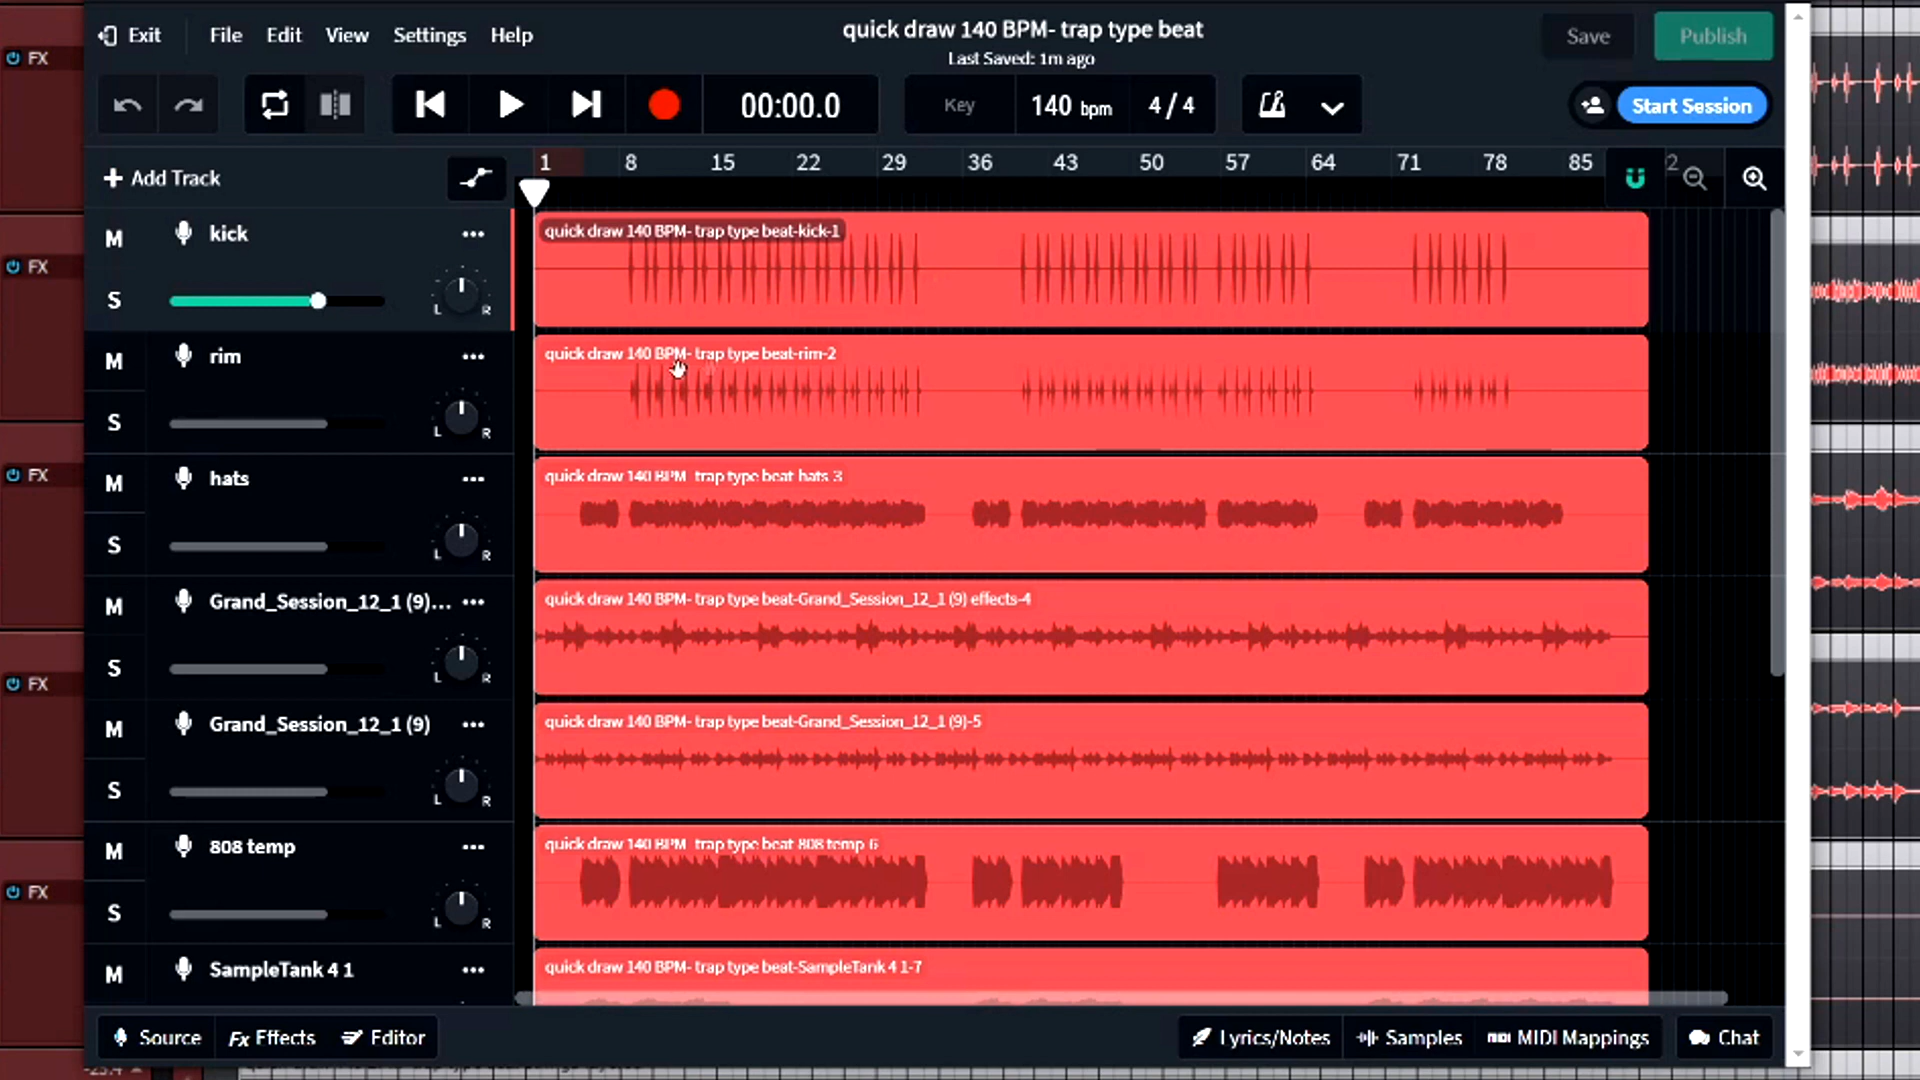 Exit File Edit View Settings Help
quick draw 140 BPM- trap type beat
Last Saved: 1m ago
Save Publish
00:00.0 Key 140 bpm 4 / 4 Start Session
+ Add Track
1 8 15 22 29 36 43 50 57 64 71 78 85 2
FX
FX
FX
FX
FX
M kick ...
S L R
quick draw 140 BPM- trap type beat-kick-1
M rim ...
S L R
quick draw 140 BPM- trap type beat-rim-2
M hats ...
S L R
quick draw 140 BPM trap type beat hats 3
M Grand_Session_12_1 (9)... ...
S L R
quick draw 140 BPM- trap type beat-Grand_Session_12_1 (9) effects-4
M Grand_Session_12_1 (9) ...
S L R
quick draw 140 BPM- trap type beat-Grand_Session_12_1 (9)-5
M 808 temp ...
S L R
quick draw 140 BPM trap type beat 808 temp 6
M SampleTank 4 1 ...
quick draw 140 BPM- trap type beat-SampleTank 4 1-7
Source Fx Effects Editor Lyrics/Notes Samples MIDI MIDI Mappings Chat